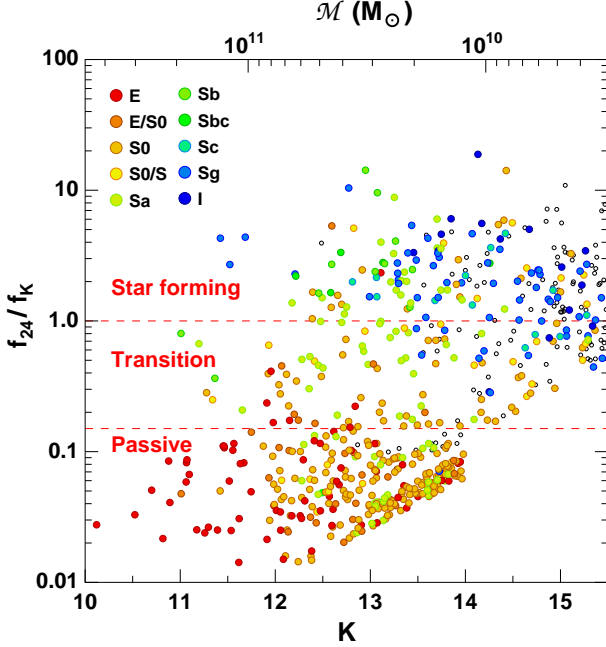 ℳ (M⊙)
10¹¹ 10¹⁰
100
10
1.0
0.1
0.01
f₂₄/f_K
E
E/S0
S0
S0/S
Sa
Sb
Sbc
Sc
Sg
I
Star forming
Transition
Passive
10 11 12 13 14 15
K